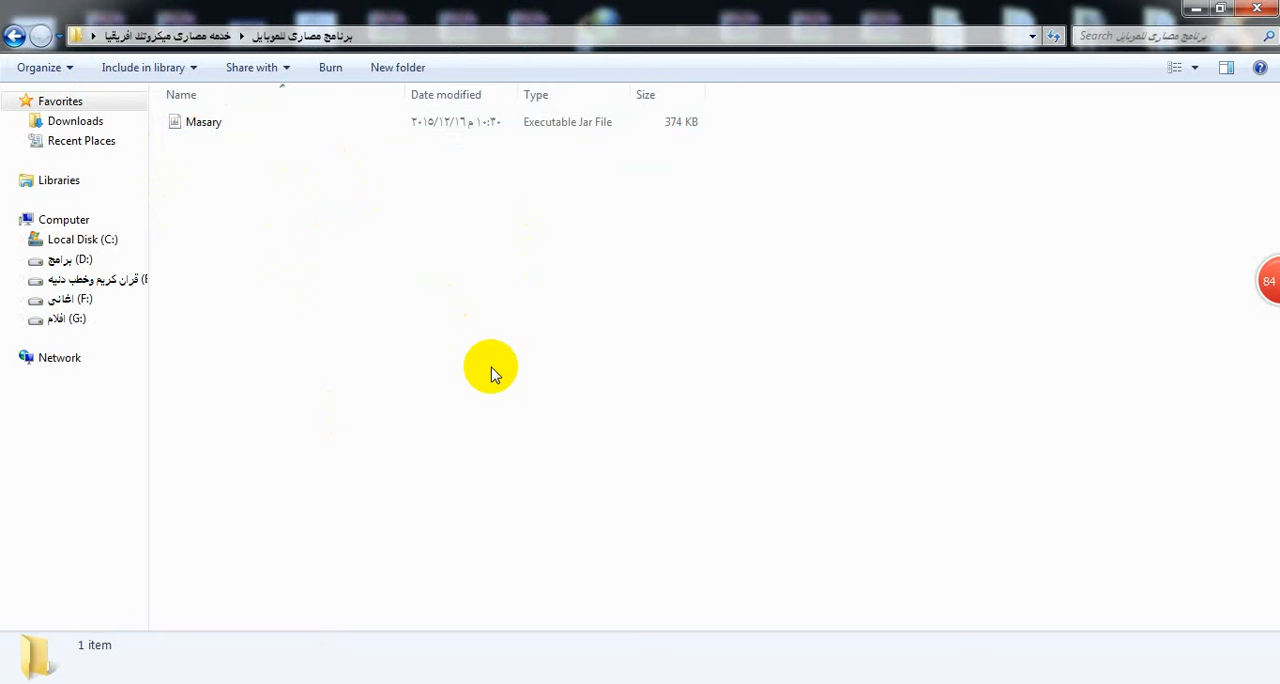 خدمه مصارى ميكروتك افريقيا ▸ برنامج مصارى للموبايل
Search برنامج مصارى للموبايل
Organize Include in library Share with Burn New folder
Name Date modified Type Size
Masary ٢٠١٥/١٢/١٦ ١٠:٣٠ م Executable Jar File 374 KB
Favorites
Downloads
Recent Places
Libraries
Computer
Local Disk (C:)
برامج (D:)
قران كريم وخطب دنيه (E
اغانى (F:)
افلام (G:)
Network
84
1 item